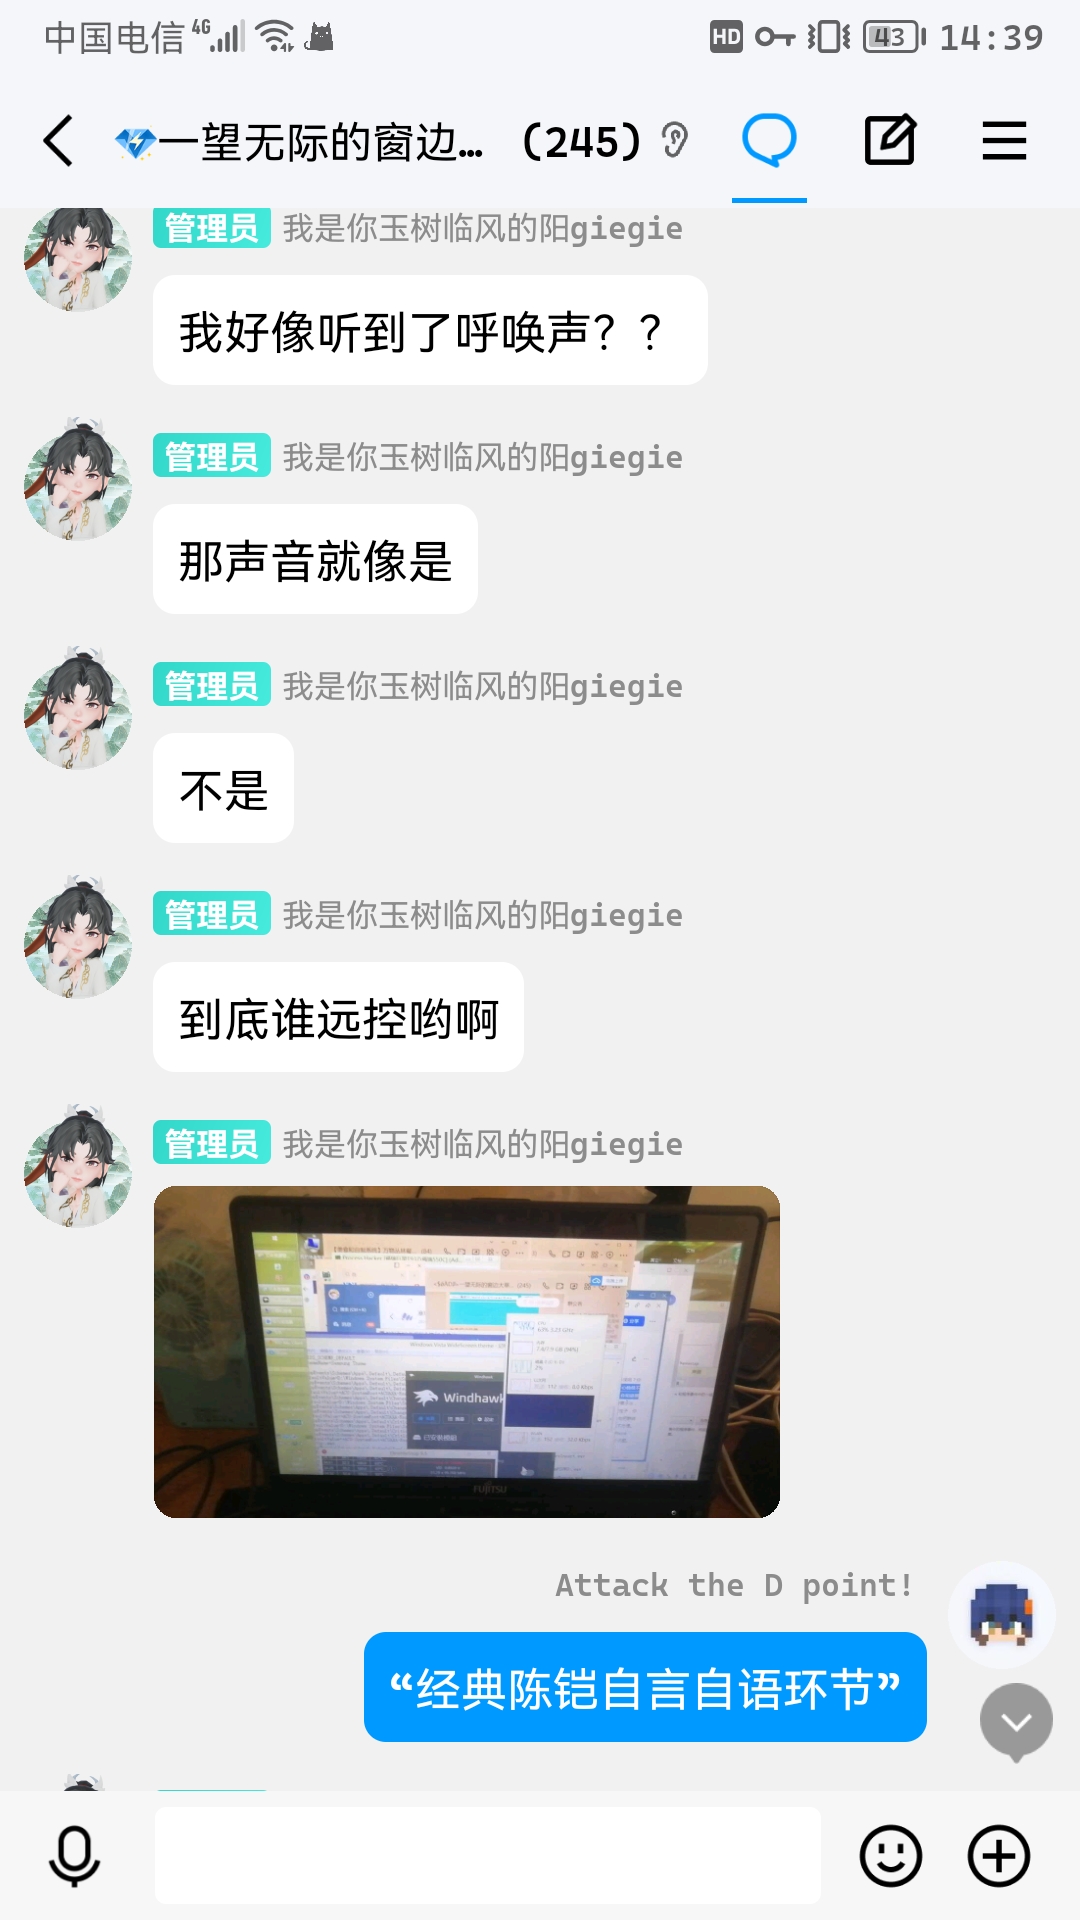 中国电信 4G HD 43 14:39
一望无际的窗边... (245)
管理员 我是你玉树临风的阳giegie
我好像听到了呼唤声？？
管理员 我是你玉树临风的阳giegie
那声音就像是
管理员 我是你玉树临风的阳giegie
不是
管理员 我是你玉树临风的阳giegie
到底谁远控哟啊
管理员 我是你玉树临风的阳giegie
Windhawk
FUJITSU
Attack the D point!
“经典陈铠自言自语环节”